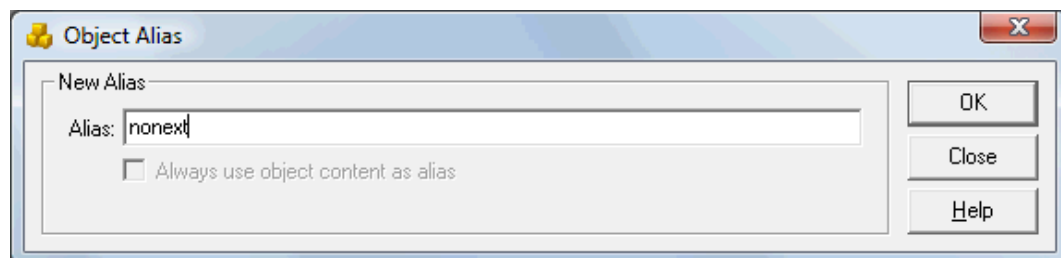 Object Alias
X
New Alias
Alias: nonext
Always use object content as alias
OK
Close
Help